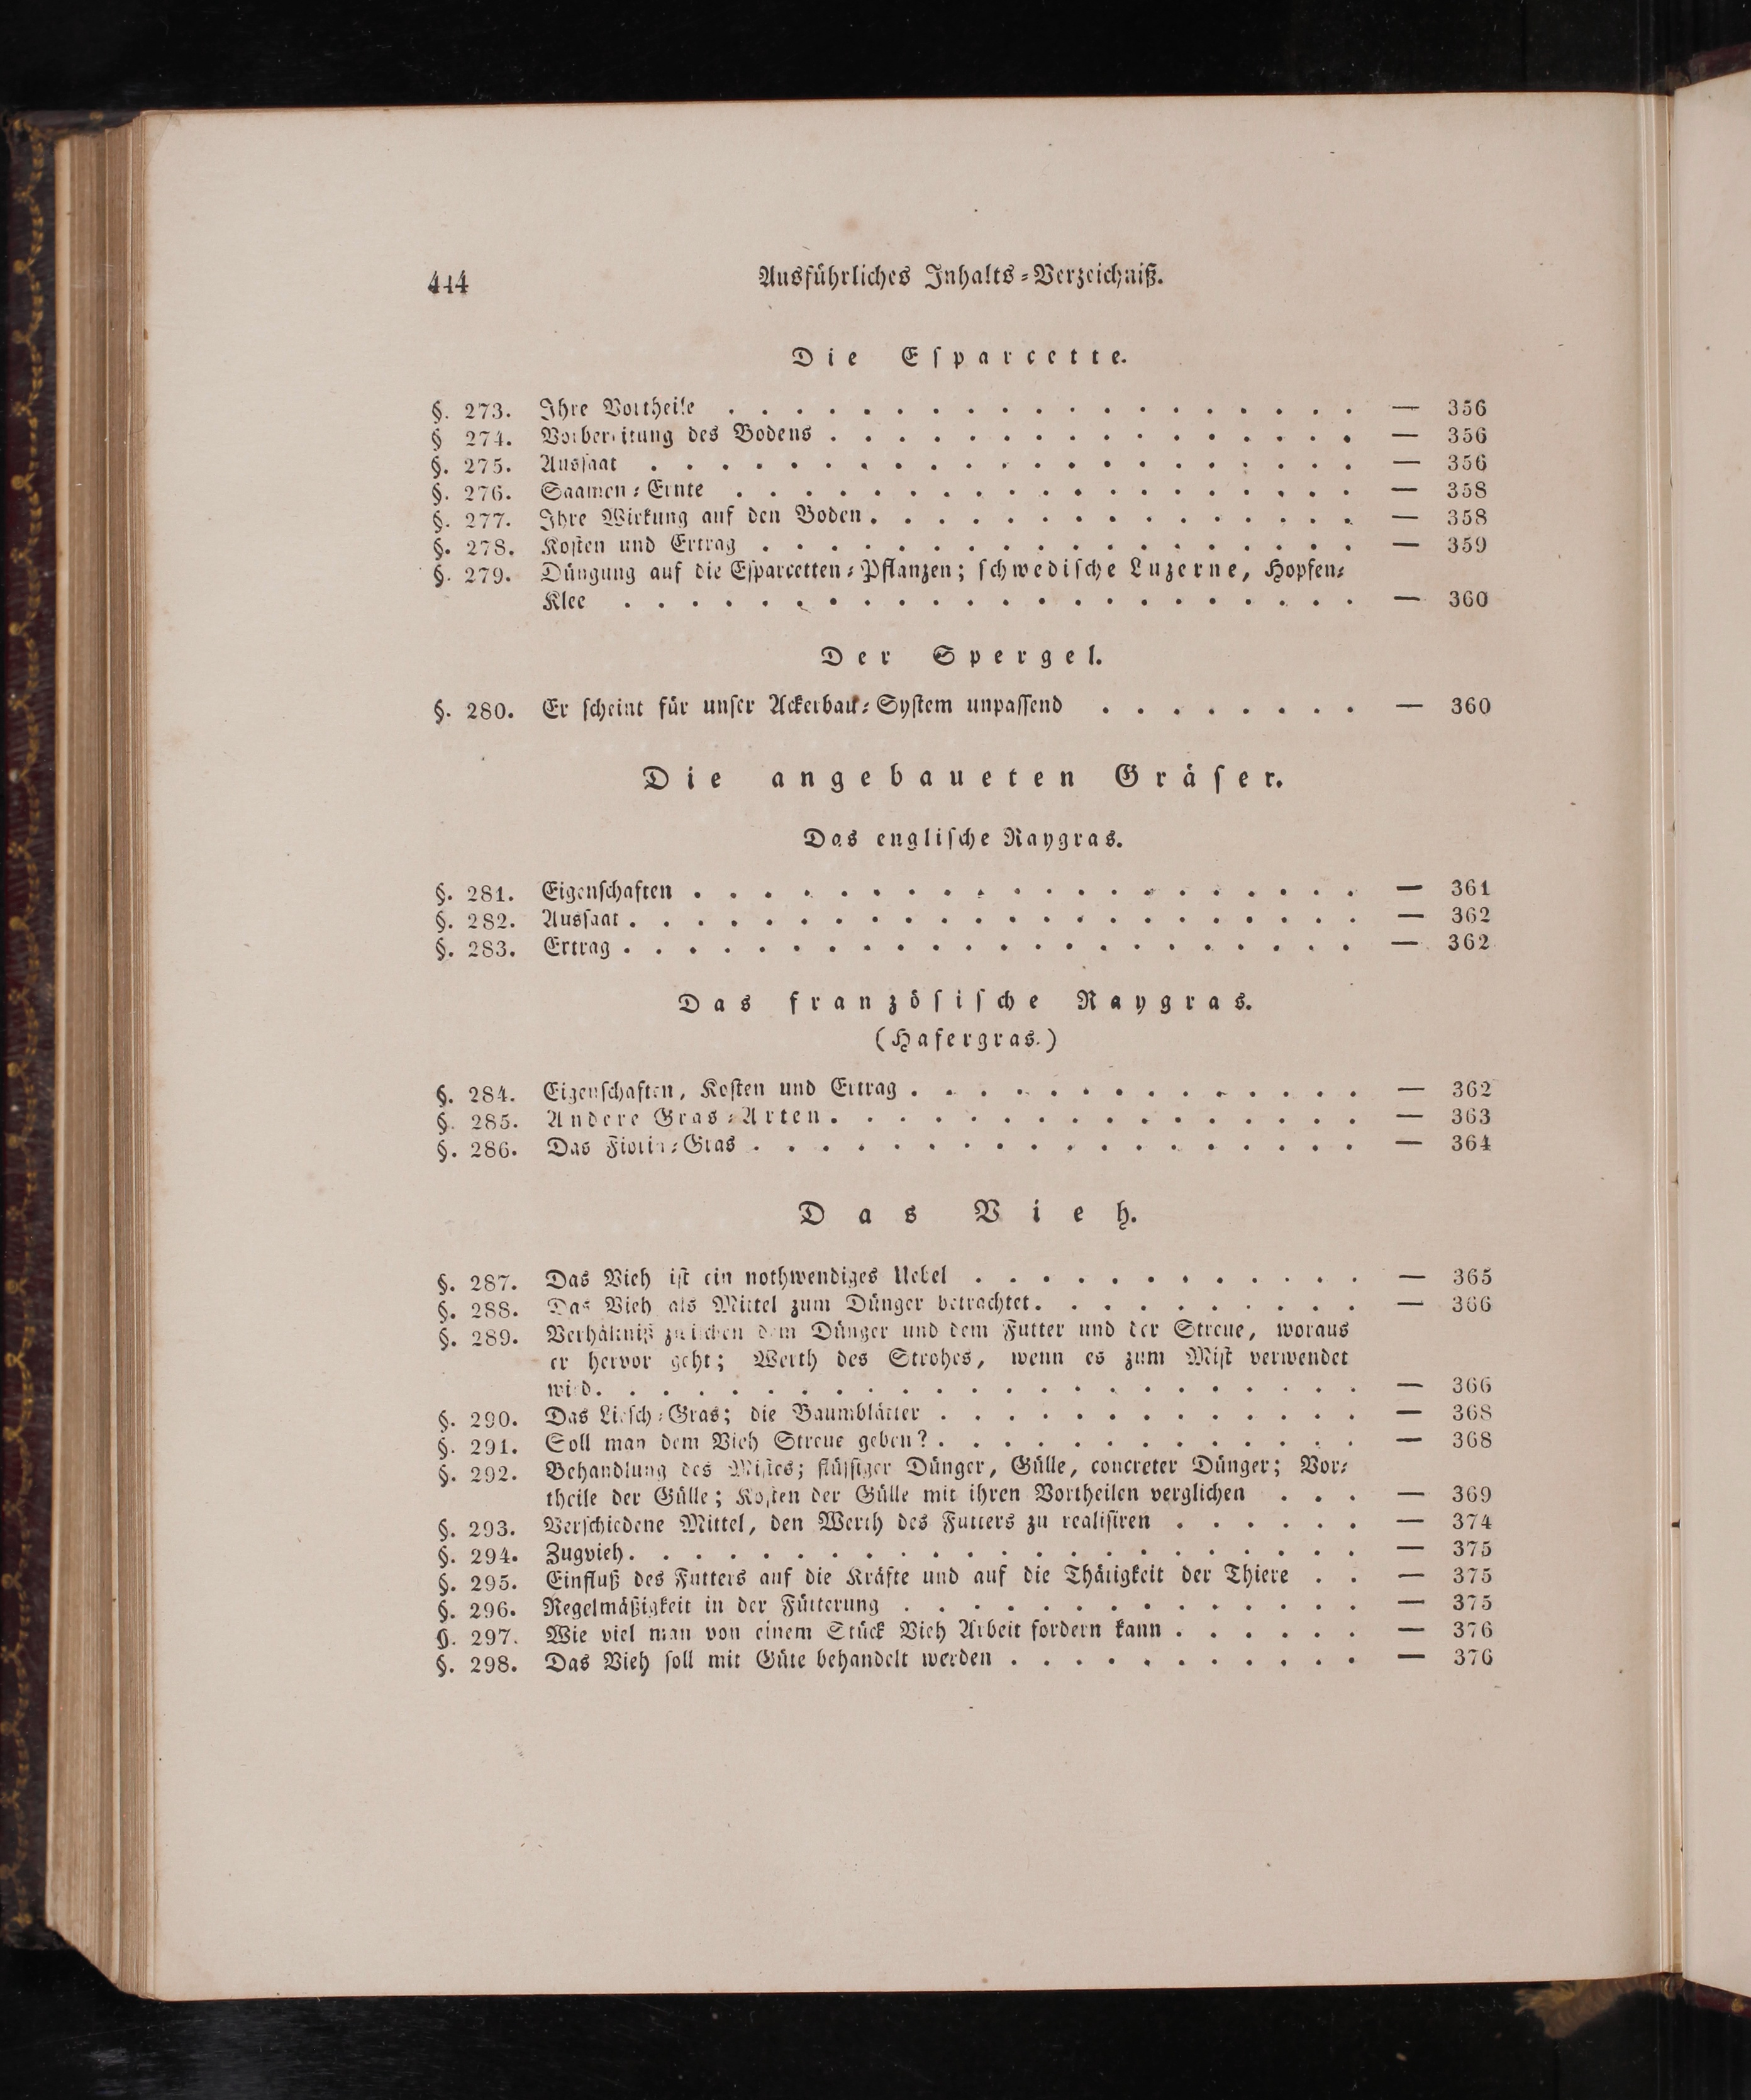 444 Ausführliches Inhalts-Verzeichniß.
Die Esparcette.
§. 273. Ihre Vortheile . . . . . . . . . . . . . . . . . . . — 356
§ 274. Vorbereitung des Bodens . . . . . . . . . . . . . . . . — 356
§. 275. Aussaat . . . . . . . . . . . . . . . . . . . . . — 356
§. 276. Saamen-Ernte . . . . . . . . . . . . . . . . . . . — 358
§. 277. Ihre Wirkung auf den Boden . . . . . . . . . . . . . . . — 358
§. 278. Kosten und Ertrag . . . . . . . . . . . . . . . . . . — 359
§. 279. Düngung auf die Esparcetten-Pflanzen; schwedische Luzerne, Hopfen-
Klee . . . . . . . . . . . . . . . . . . . . . . — 360
Der Spergel.
§. 280. Er scheint für unser Ackerbau-System unpassend . . . . . . . . — 360
Die angebaueten Gräser.
Das englische Raygras.
§. 281. Eigenschaften . . . . . . . . . . . . . . . . . . . . — 361
§. 282. Aussaat . . . . . . . . . . . . . . . . . . . . . . — 362
§. 283. Ertrag . . . . . . . . . . . . . . . . . . . . . . — 362
Das französische Raygras.
(Hafergras.)
§. 284. Eigenschaften, Kosten und Ertrag . . . . . . . . . . . . . . — 362
§. 285. Andere Gras-Arten . . . . . . . . . . . . . . . . — 363
§. 286. Das Fiorin-Gras . . . . . . . . . . . . . . . . . . — 364
Das Vieh.
§. 287. Das Vieh ist ein nothwendiges Uebel . . . . . . . . . . . . — 365
§. 288. Das Vieh als Mittel zum Dünger betrachtet . . . . . . . . . . — 366
§. 289. Verhältniß zwischen dem Dünger und dem Futter und der Streue, woraus
er hervor geht; Werth des Strohes, wenn es zum Mist verwendet
wird . . . . . . . . . . . . . . . . . . . . . . . — 366
§. 290. Das Liesch-Gras; die Baumblätter . . . . . . . . . . . . . — 368
§. 291. Soll man dem Vieh Streue geben? . . . . . . . . . . . . . — 368
§. 292. Behandlung des Mistes; flüssiger Dünger, Gülle, concreter Dünger; Vor-
theile der Gülle; Kosten der Gülle mit ihren Vortheilen verglichen . . . — 369
§. 293. Verschiedene Mittel, den Werth des Futters zu realisiren . . . . . . — 374
§. 294. Zugvieh . . . . . . . . . . . . . . . . . . . . . . — 375
§. 295. Einfluß des Futters auf die Kräfte und auf die Thätigkeit der Thiere . . — 375
§. 296. Regelmäßigkeit in der Fütterung . . . . . . . . . . . . . . — 375
§. 297. Wie viel man von einem Stück Vieh Arbeit fordern kann . . . . . . — 376
§. 298. Das Vieh soll mit Güte behandelt werden . . . . . . . . . . . — 376